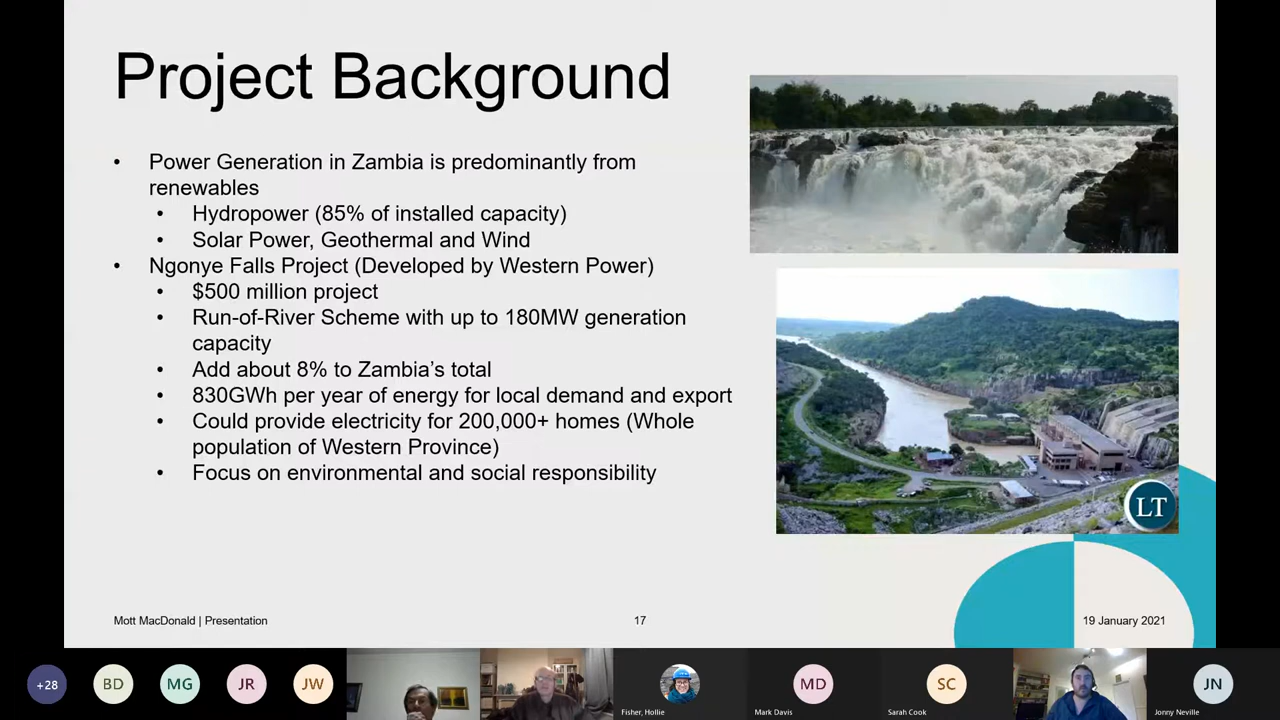 Project Background
• Power Generation in Zambia is predominantly from
renewables
• Hydropower (85% of installed capacity)
• Solar Power, Geothermal and Wind
• Ngonye Falls Project (Developed by Western Power)
• $500 million project
• Run-of-River Scheme with up to 180MW generation
capacity
• Add about 8% to Zambia’s total
• 830GWh per year of energy for local demand and export
• Could provide electricity for 200,000+ homes (Whole
population of Western Province)
• Focus on environmental and social responsibility
LT
Mott MacDonald | Presentation
17
19 January 2021
+28
BD
MG
JR
JW
Fisher, Hollie
MD
Mark Davis
SC
Sarah Cook
JN
Jonny Neville